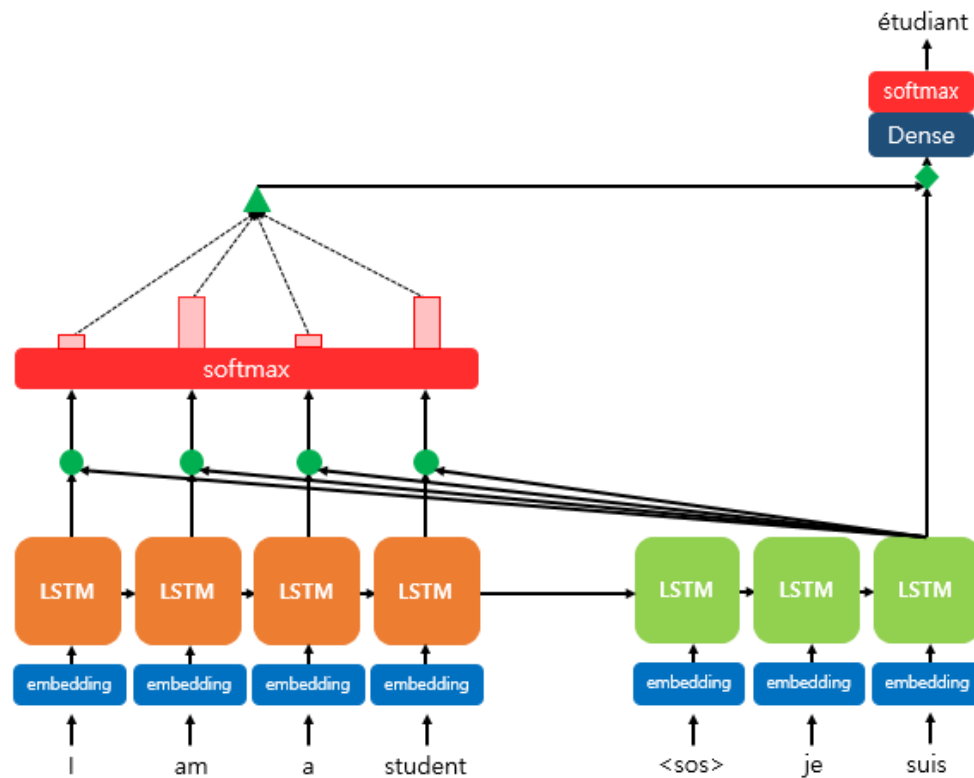 étudiant
softmax
Dense
softmax
LSTM LSTM LSTM LSTM LSTM LSTM LSTM
embedding embedding embedding embedding embedding embedding embedding
I am a student <sos> je suis